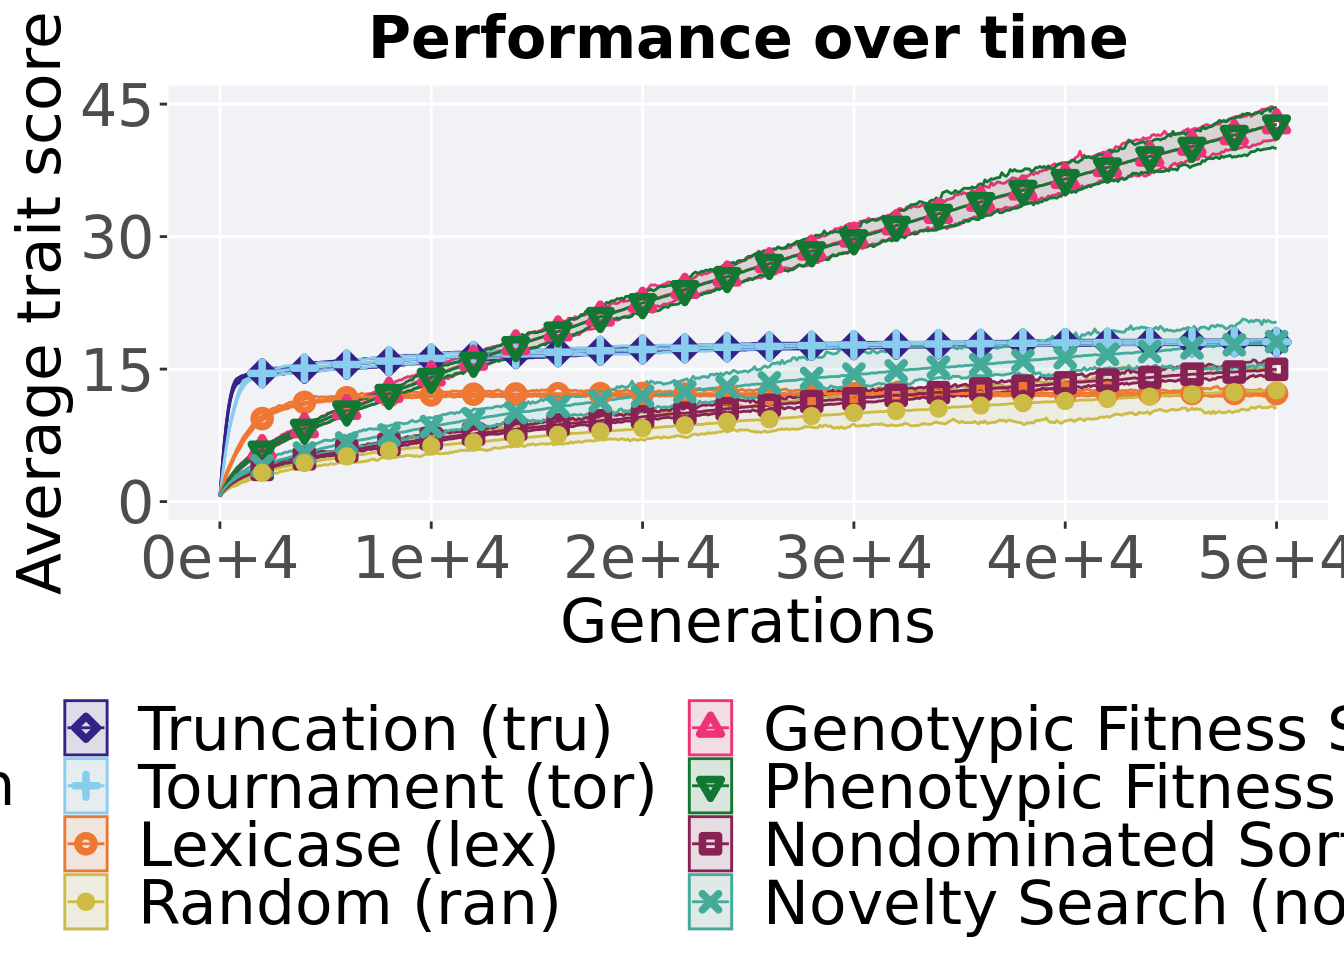 Performance over time
Average trait score
45
30
15
0
0e+4 1e+4 2e+4 3e+4 4e+4 5e+4
Generations
Truncation (tru) Genotypic Fitness S
Tournament (tor) Phenotypic Fitness
Lexicase (lex) Nondominated Sor
Random (ran) Novelty Search (no